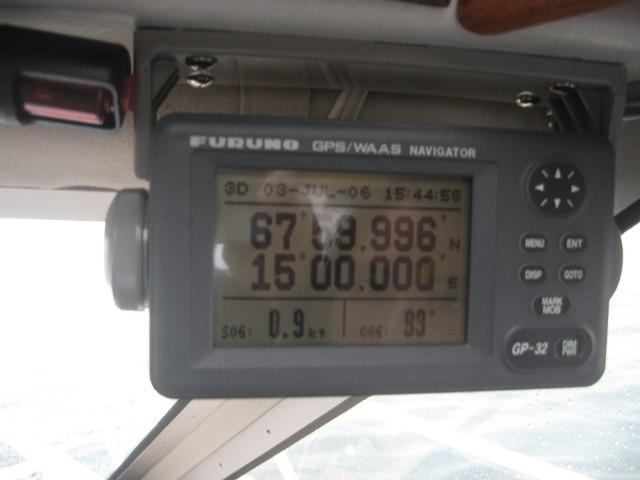 FURUNO GPS/WAAS NAVIGATOR
3D 03-JUL-06 15:44:56
67°59.996' N
15°00.000' E
SOG: 0.9kt COG: 93°
MENU ENT
DISP GOTO
MARK MOB
GP-32 DIM PWR